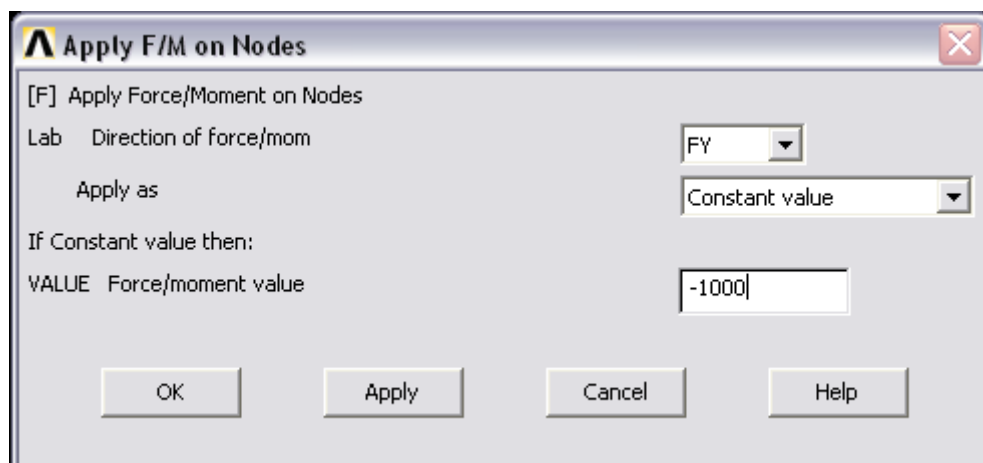 Apply F/M on Nodes
[F] Apply Force/Moment on Nodes
Lab Direction of force/mom FY
Apply as Constant value
If Constant value then:
VALUE Force/moment value -1000
OK Apply Cancel Help